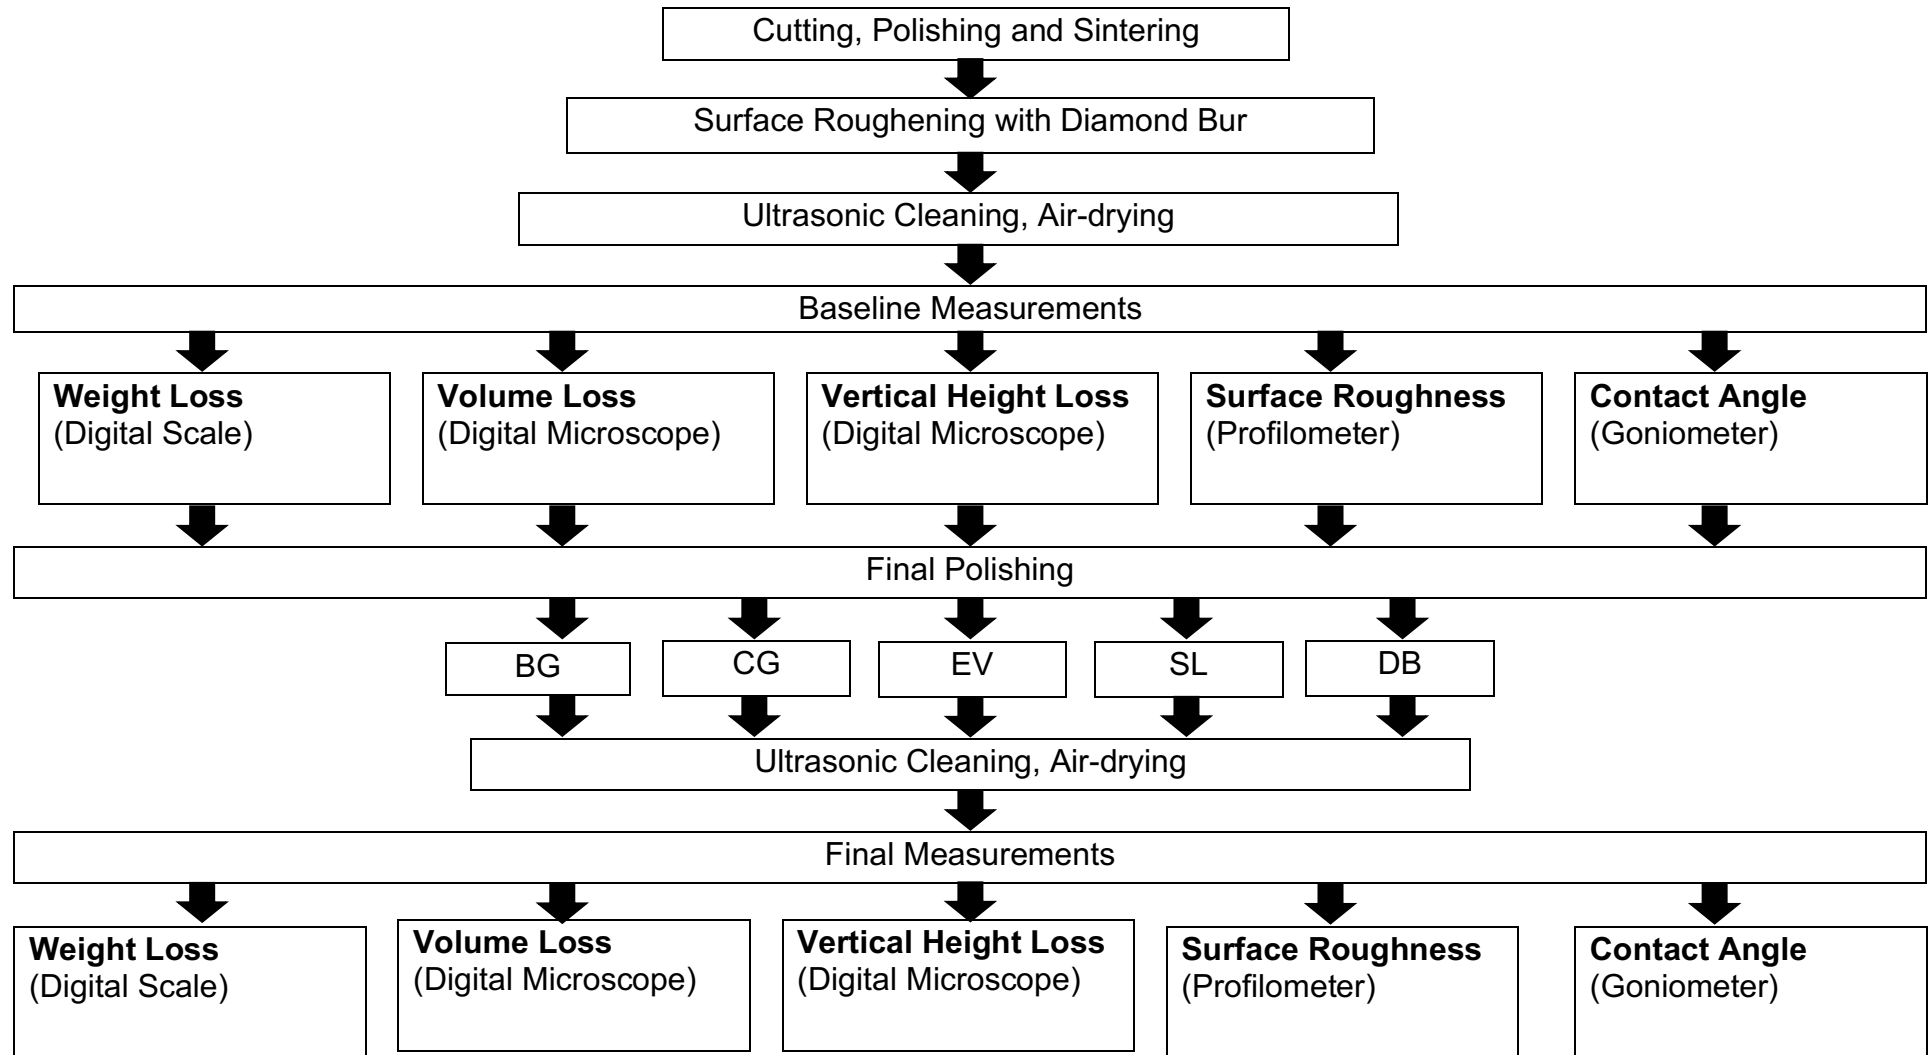 Cutting, Polishing and Sintering
Surface Roughening with Diamond Bur
Ultrasonic Cleaning, Air-drying
Baseline Measurements
Weight Loss
(Digital Scale)
Volume Loss
(Digital Microscope)
Vertical Height Loss
(Digital Microscope)
Surface Roughness
(Profilometer)
Contact Angle
(Goniometer)
Final Polishing
BG
CG
EV
SL
DB
Ultrasonic Cleaning, Air-drying
Final Measurements
Weight Loss
(Digital Scale)
Volume Loss
(Digital Microscope)
Vertical Height Loss
(Digital Microscope)
Surface Roughness
(Profilometer)
Contact Angle
(Goniometer)